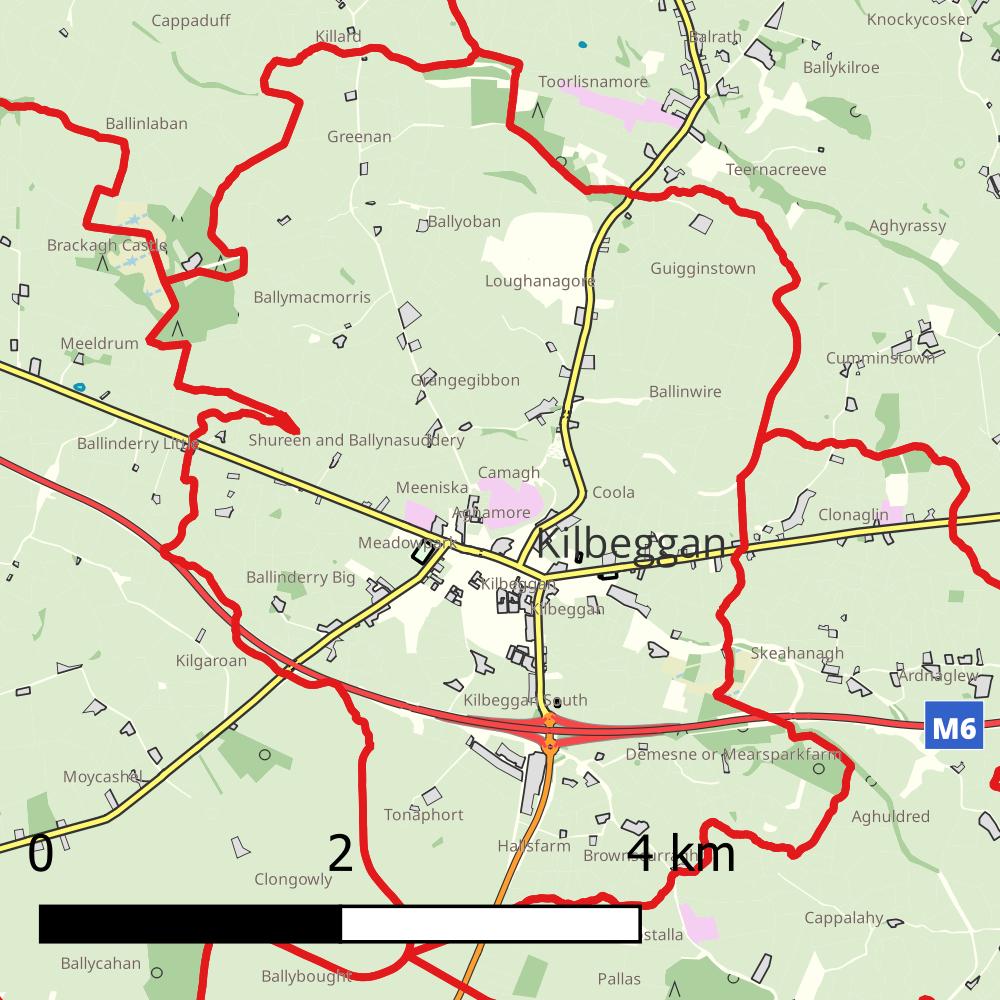 Cappaduff
Knockycosker
Killard
Balrath
Ballykilroe
Toorlisnamore
Ballinlaban
Greenan
Teernacreeve
Ballyoban
Aghyrassy
Brackagh Castle
Guigginstown
Loughanagore
Ballymacmorris
Meeldrum
Cumminstown
Grangegibbon
Ballinwire
Ballinderry Little
Shureen and Ballynasuddery
Camagh
Meeniska
Coola
Aghamore
Clonaglin
Meadowpark
Kilbeggan
Ballinderry Big
Kilbeggan
Kilbeggan
Kilgaroan
Skeahanagh
Ardnaglew
Kilbeggan South
M6
Demesne or Mearsparkfarm
Moycashel
Tonaphort
Aghuldred
Hallsfarm
Brownscurragh
0 2 4 km
Clongowly
Cappalahy
stalla
Ballycahan
Ballybought
Pallas